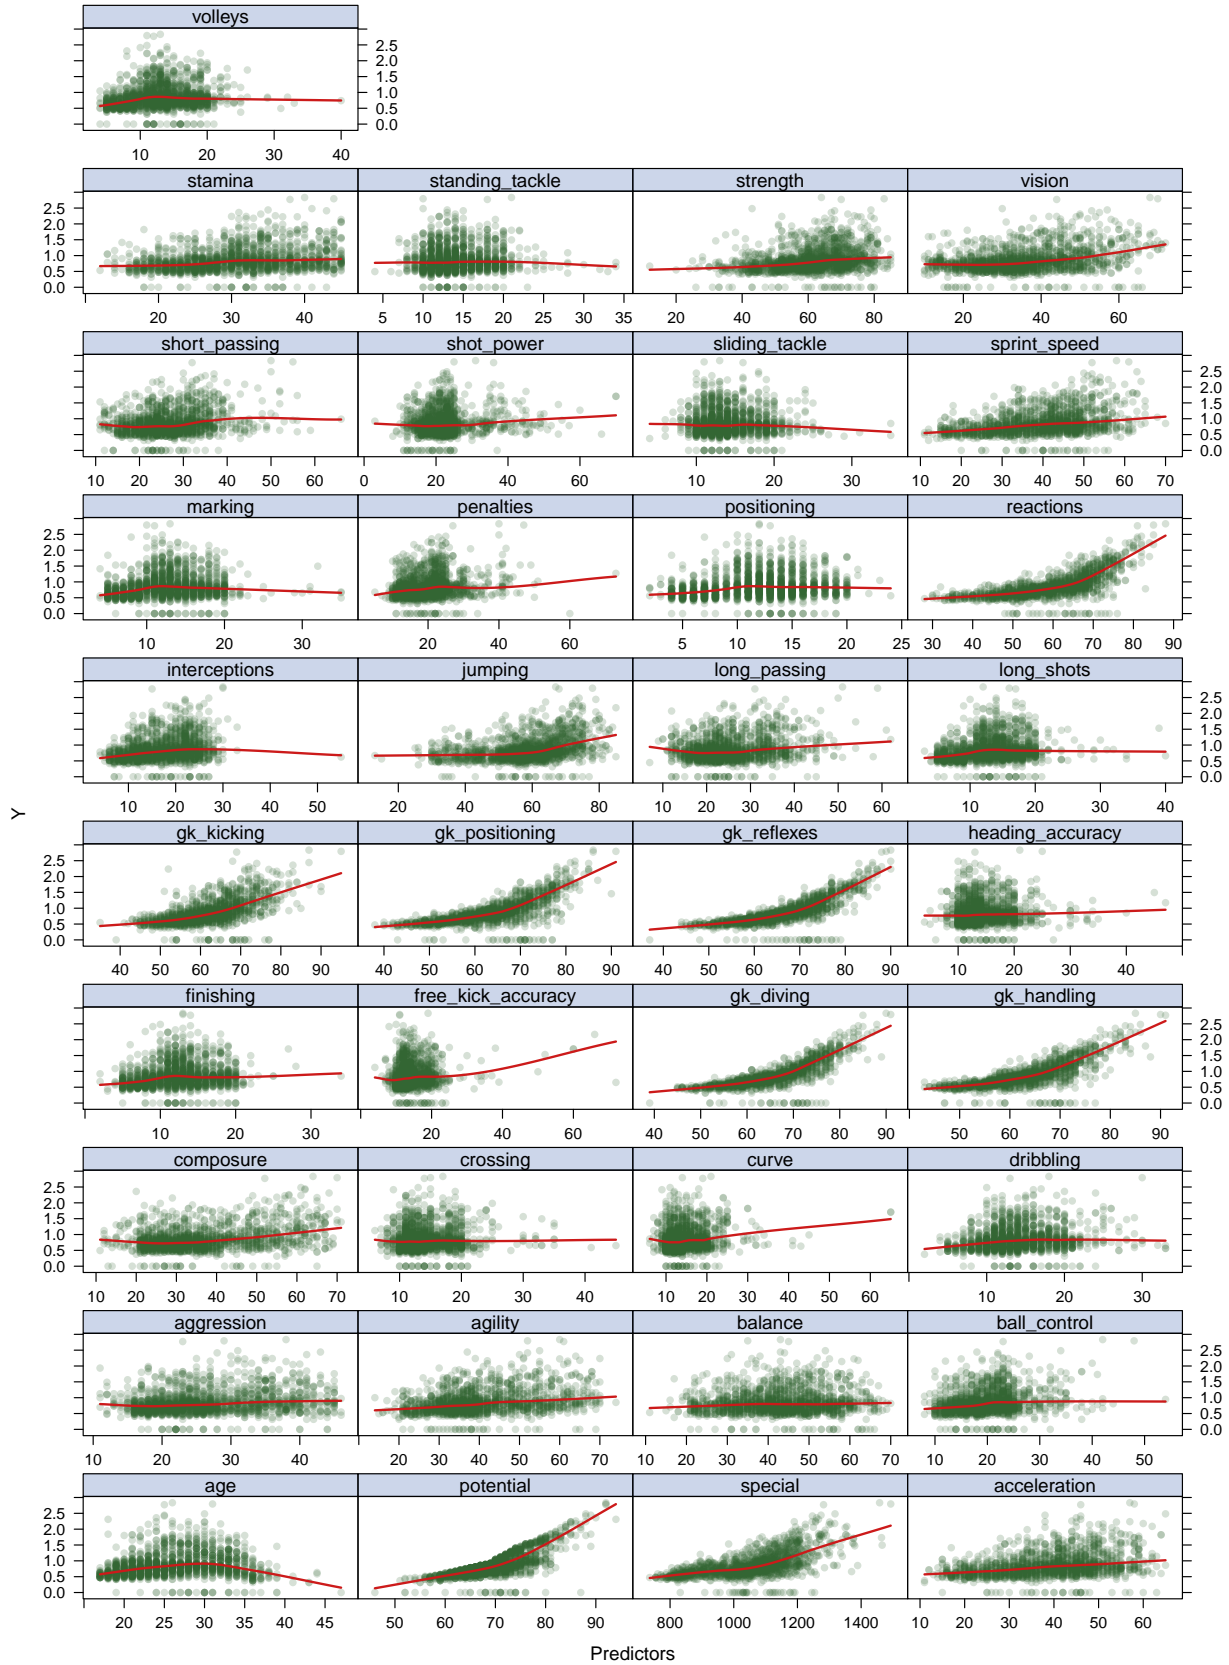 volleys
0.0 0.5 1.0 1.5 2.0 2.5
10 20 30 40
stamina standing_tackle strength vision
0.0 0.5 1.0 1.5 2.0 2.5
20 30 40 5 10 15 20 25 30 35 20 40 60 80 20 40 60
short_passing shot_power sliding_tackle sprint_speed
0.0 0.5 1.0 1.5 2.0 2.5
10 20 30 40 50 60 0 20 40 60 10 20 30 10 20 30 40 50 60 70
marking penalties positioning reactions
0.0 0.5 1.0 1.5 2.0 2.5
10 20 30 20 40 60 5 10 15 20 25 30 40 50 60 70 80 90
interceptions jumping long_passing long_shots
0.0 0.5 1.0 1.5 2.0 2.5
10 20 30 40 50 20 40 60 80 10 20 30 40 50 60 10 20 30 40
Y
gk_kicking gk_positioning gk_reflexes heading_accuracy
0.0 0.5 1.0 1.5 2.0 2.5
40 50 60 70 80 90 40 50 60 70 80 90 40 50 60 70 80 90 10 20 30 40
finishing free_kick_accuracy gk_diving gk_handling
0.0 0.5 1.0 1.5 2.0 2.5
10 20 30 20 40 60 40 50 60 70 80 90 50 60 70 80 90
composure crossing curve dribbling
0.0 0.5 1.0 1.5 2.0 2.5
10 20 30 40 50 60 70 10 20 30 40 10 20 30 40 50 60 10 20 30
aggression agility balance ball_control
0.0 0.5 1.0 1.5 2.0 2.5
10 20 30 40 20 30 40 50 60 70 10 20 30 40 50 60 70 10 20 30 40 50
age potential special acceleration
0.0 0.5 1.0 1.5 2.0 2.5
20 25 30 35 40 45 50 60 70 80 90 800 1000 1200 1400 10 20 30 40 50 60
Predictors